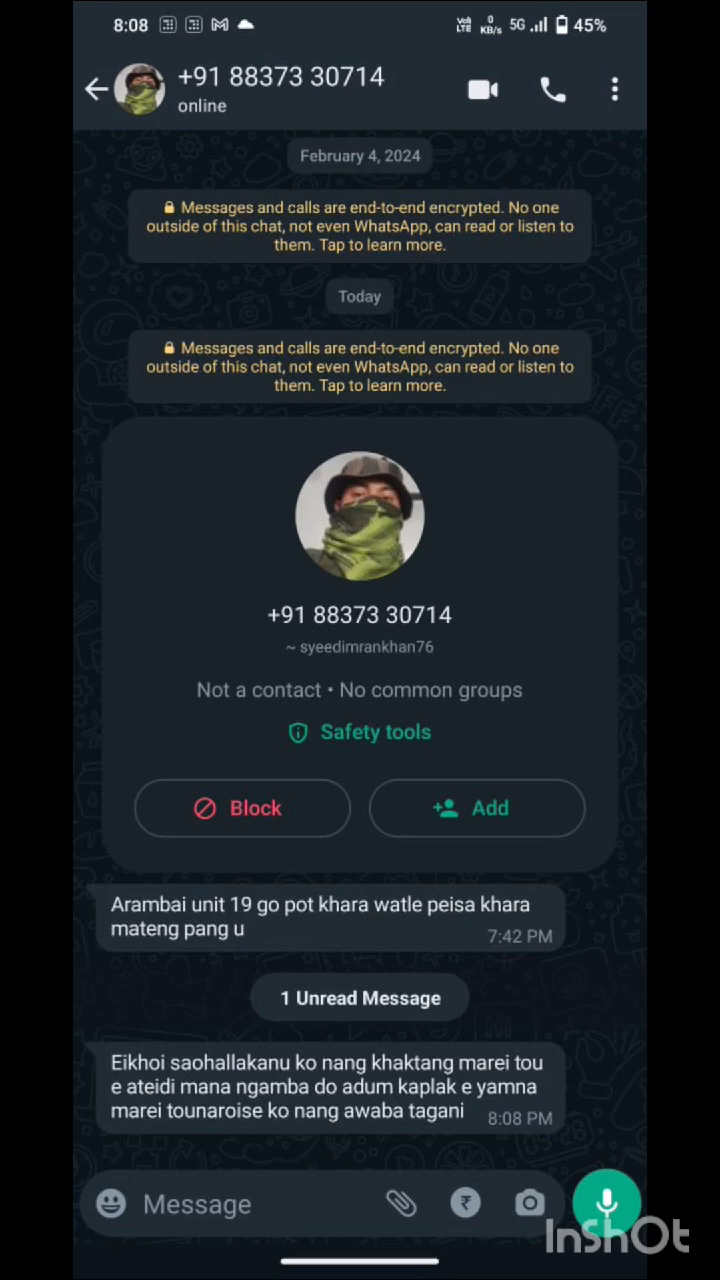 8:08 VoLTE 0 KB/s 5G 45%
+91 88373 30714
online
February 4, 2024
Messages and calls are end-to-end encrypted. No one
outside of this chat, not even WhatsApp, can read or listen to
them. Tap to learn more.
Today
Messages and calls are end-to-end encrypted. No one
outside of this chat, not even WhatsApp, can read or listen to
them. Tap to learn more.
+91 88373 30714
~ syeedimrankhan76
Not a contact • No common groups
Safety tools
Block
Add
Arambai unit 19 go pot khara watle peisa khara
mateng pang u
7:42 PM
1 Unread Message
Eikhoi saohallakanu ko nang khaktang marei tou
e ateidi mana ngamba do adum kaplak e yamna
marei tounaroise ko nang awaba tagani 8:08 PM
Message
InShOt